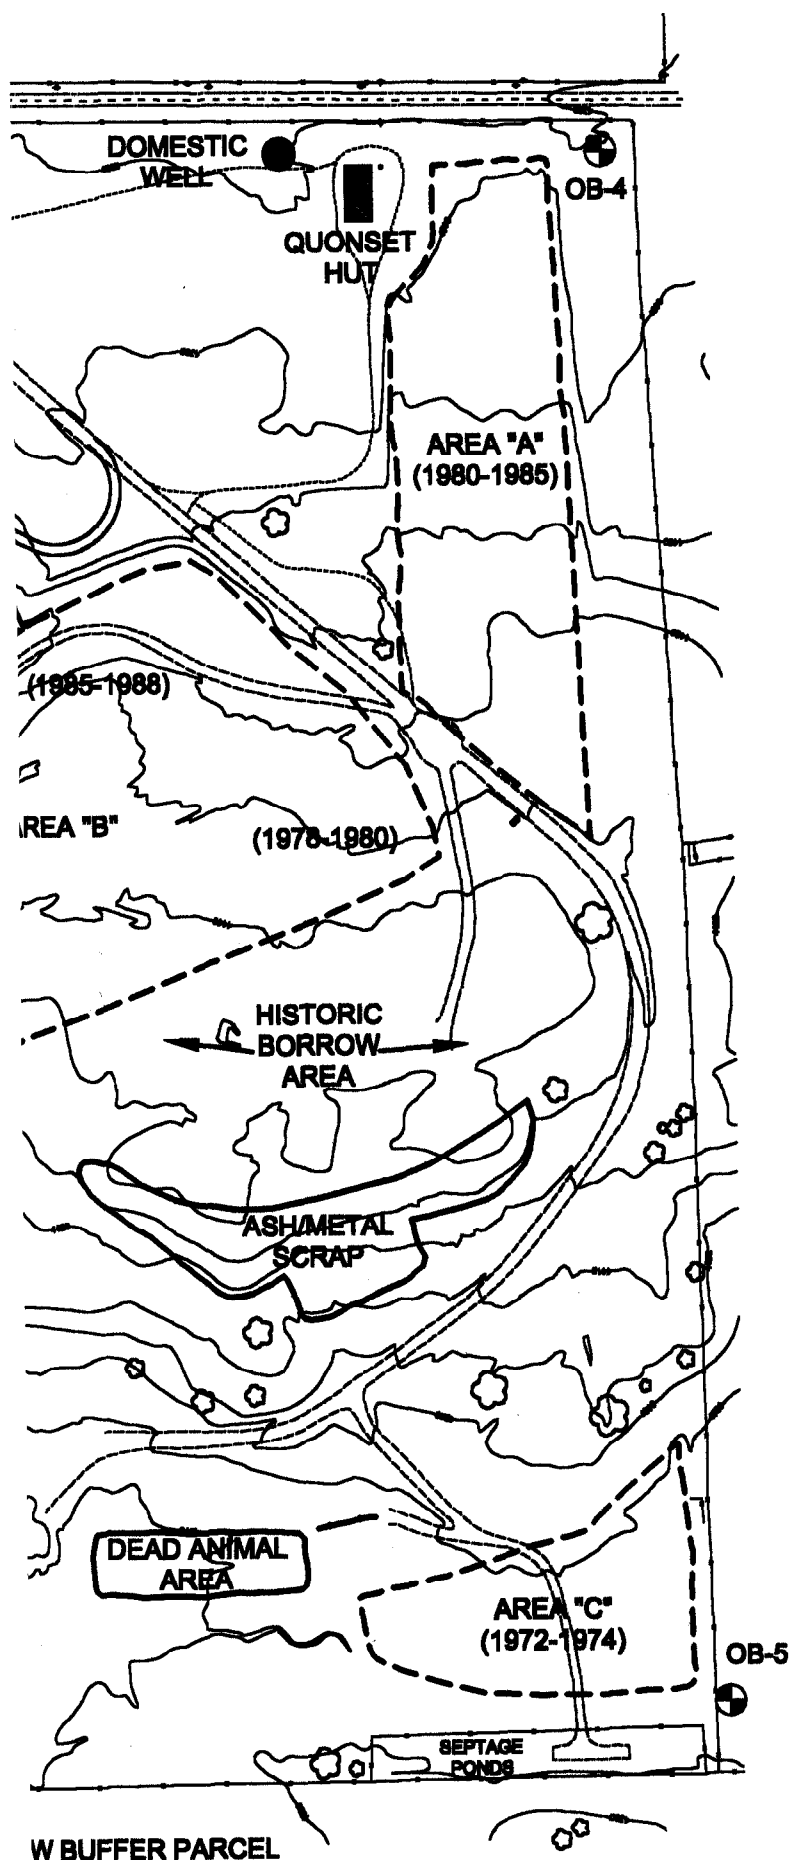 DOMESTIC
WELL
OB-4
QUONSET
HUT
AREA "A"
(1980-1985)
(1985-1988)
AREA "B"
(1978-1980)
HISTORIC
BORROW
AREA
ASH/METAL
SCRAP
DEAD ANIMAL
AREA
AREA "C"
(1972-1974)
OB-5
SEPTAGE
PONDS
W BUFFER PARCEL